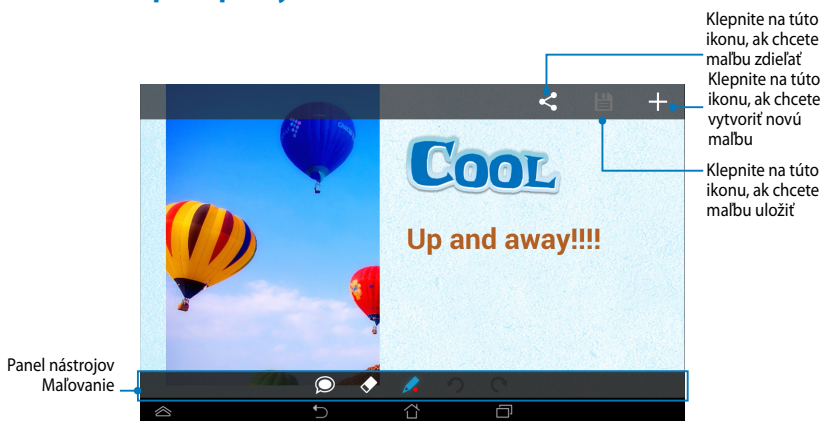 Klepnite na túto
ikonu, ak chcete
maľbu zdieľať
Klepnite na túto
ikonu, ak chcete
vytvoriť novú
maľbu
Klepnite na túto
ikonu, ak chcete
maľbu uložiť
COOL
Up and away!!!!
Panel nástrojov
Maľovanie